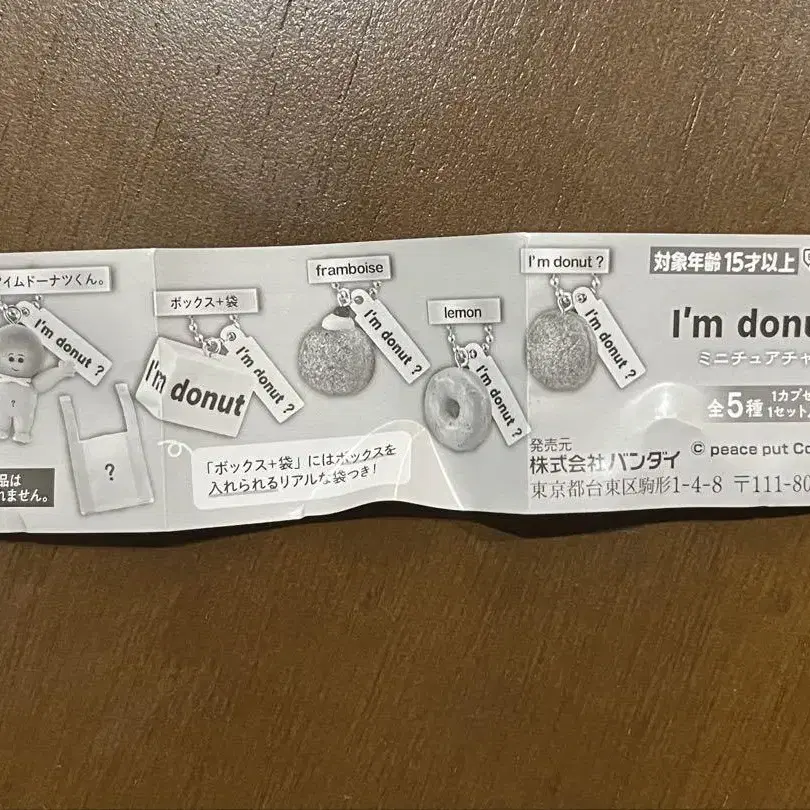 アイムドーナツくん。
I'm donut ?
?
?
品は
れません。
ボックス+袋
I'm donut
I'm donut ?
「ボックス+袋」にはボックスを
入れられるリアルな袋つき!
framboise
I'm donut ?
lemon
I'm donut ?
I'm donut ?
I'm donut ?
対象年齢15才以上
I'm donu
ミニチュアチャ
全5種
1カプセ
1セット
発売元
株式会社バンダイ
© peace put Co
東京都台東区駒形1-4-8 〒111-80